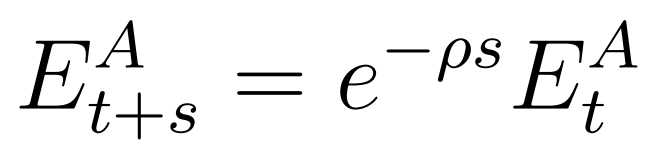 E^A_{t+s} = e^{-ρs} E^A_t